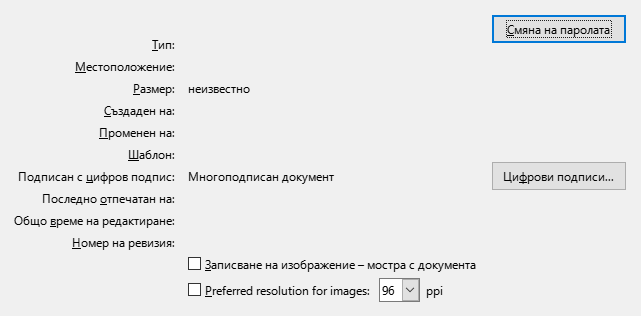 Смяна на паролата
Тип:
Местоположение:
Размер: неизвестно
Създаден на:
Променен на:
Шаблон:
Подписан с цифров подпис: Многоподписан документ Цифрови подписи...
Последно отпечатан на:
Общо време на редактиране:
Номер на ревизия:
Записване на изображение – мостра с документа
Preferred resolution for images: 96 ppi